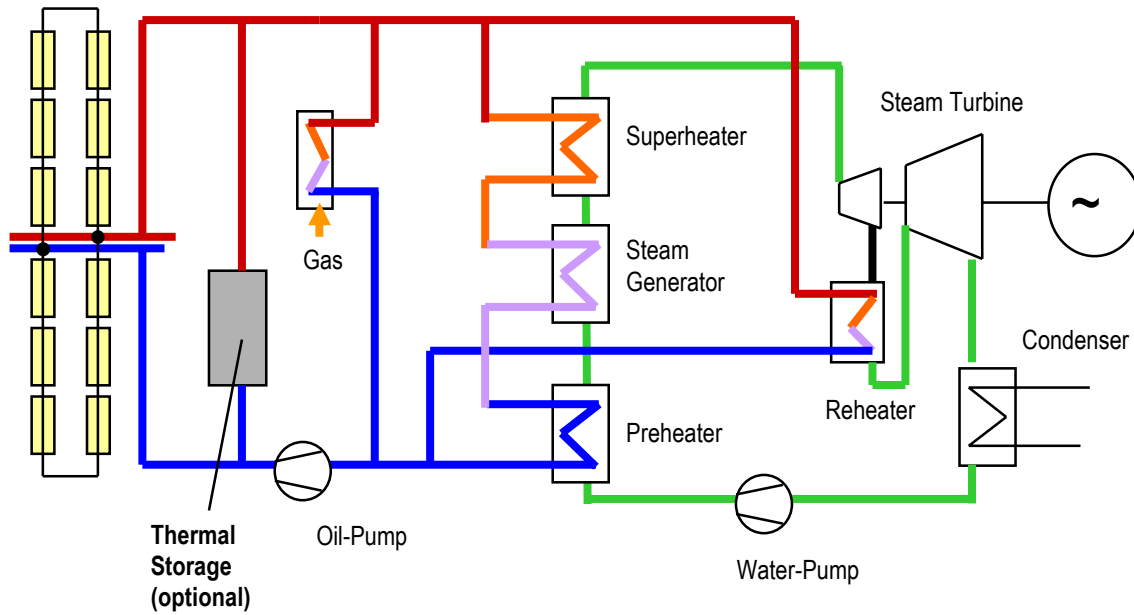 Steam Turbine
Superheater
~
Gas
Steam
Generator
Condenser
Reheater
Preheater
Thermal
Storage
(optional)
Oil-Pump
Water-Pump